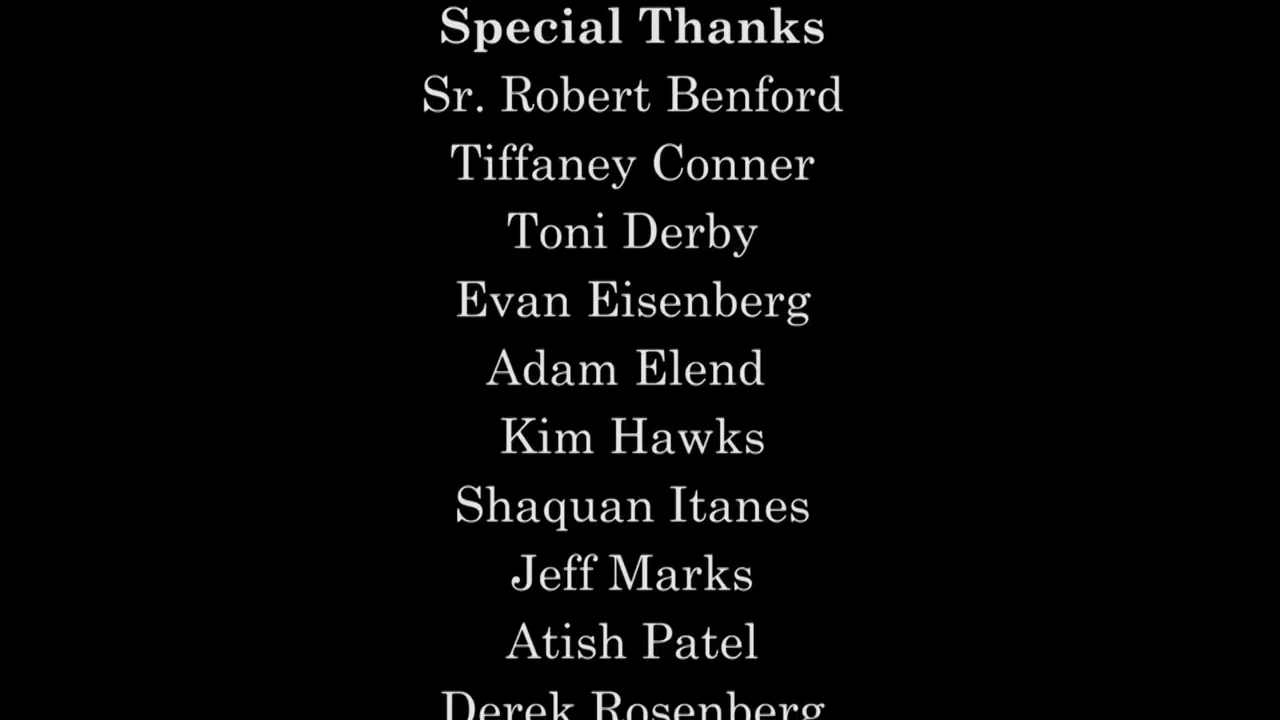 Special Thanks
Sr. Robert Benford
Tiffaney Conner
Toni Derby
Evan Eisenberg
Adam Elend
Kim Hawks
Shaquan Itanes
Jeff Marks
Atish Patel
Derek Rosenberg